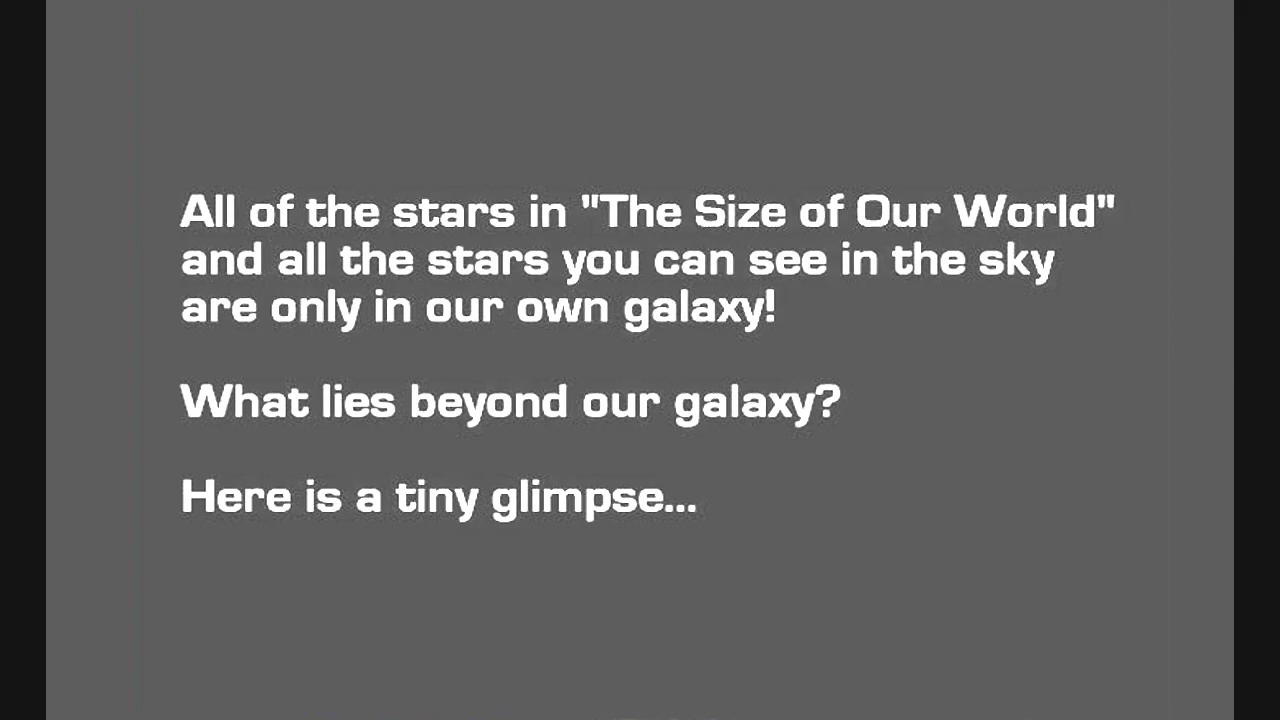 All of the stars in "The Size of Our World"
and all the stars you can see in the sky
are only in our own galaxy!
What lies beyond our galaxy?
Here is a tiny glimpse...